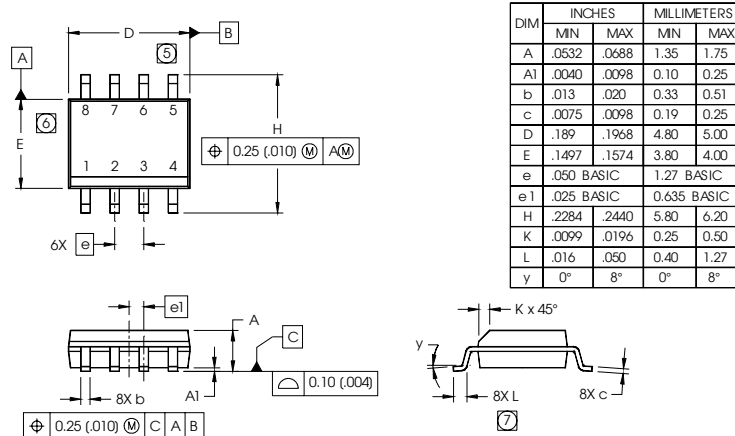 D
B
5
A
8 7 6 5
6
E
H
⌖ 0.25 (.010) Ⓜ AⓂ
1 2 3 4
6X e
e1
A
C
8X b
A1
⌓ 0.10 (.004)
⌖ 0.25 (.010) Ⓜ C A B
K x 45°
y
8X L
8X c
7
DIM INCHES MILLIMETERS
MIN MAX MIN MAX
A .0532 .0688 1.35 1.75
A1 .0040 .0098 0.10 0.25
b .013 .020 0.33 0.51
c .0075 .0098 0.19 0.25
D .189 .1968 4.80 5.00
E .1497 .1574 3.80 4.00
e .050 BASIC 1.27 BASIC
e1 .025 BASIC 0.635 BASIC
H .2284 .2440 5.80 6.20
K .0099 .0196 0.25 0.50
L .016 .050 0.40 1.27
y 0° 8° 0° 8°